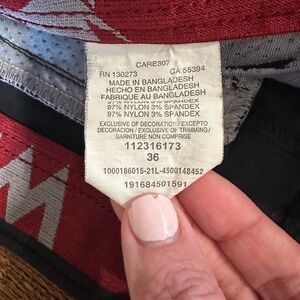 CARE307
RN 130273 CA 55394
MADE IN BANGLADESH
HECHO EN BANGLADESH
FABRIQUE AU BANGLADESH
97% NYLON 3% SPANDEX
97% NYLON 3% SPANDEX
97% NYLON 3% SPANDEX
EXCLUSIVE OF DECORATION / EXCEPTO
DECORACION / EXCLUSIVE OF TRIMMING/
GARNITURE NON COMPRISE
112316173
36
1000186015-21L-4500148452
191684501591